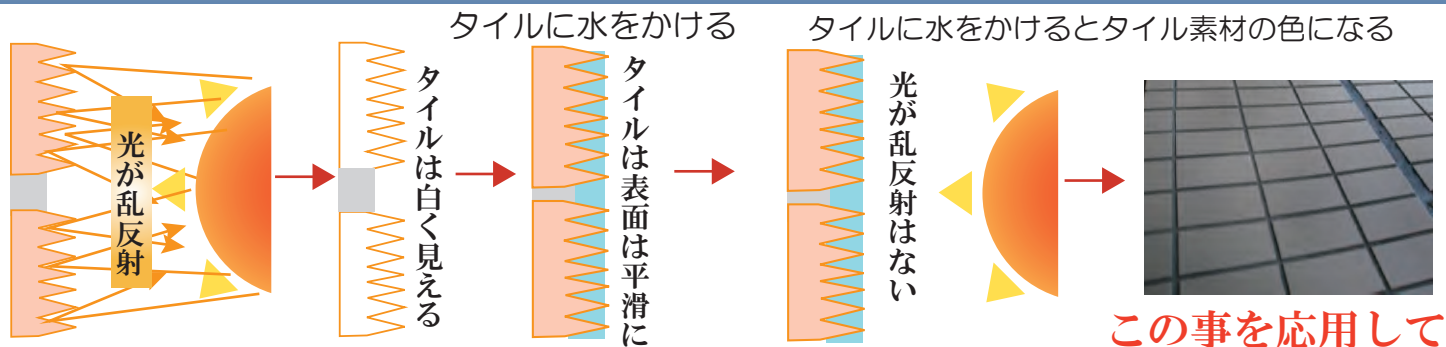 タイルに水をかける
タイルに水をかけるとタイル素材の色になる
光が乱反射
タイルは白く見える
タイルは表面は平滑に
光が乱反射はない
この事を応用して